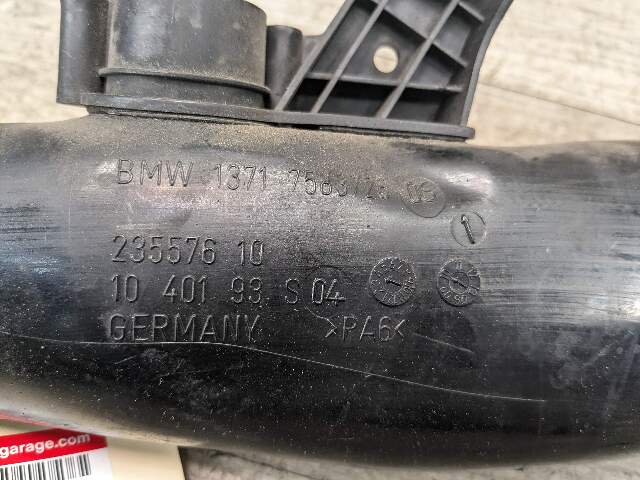 BMW 1371
235576 10
10 401 93 S 04
GERMANY >PA6<
garage.com